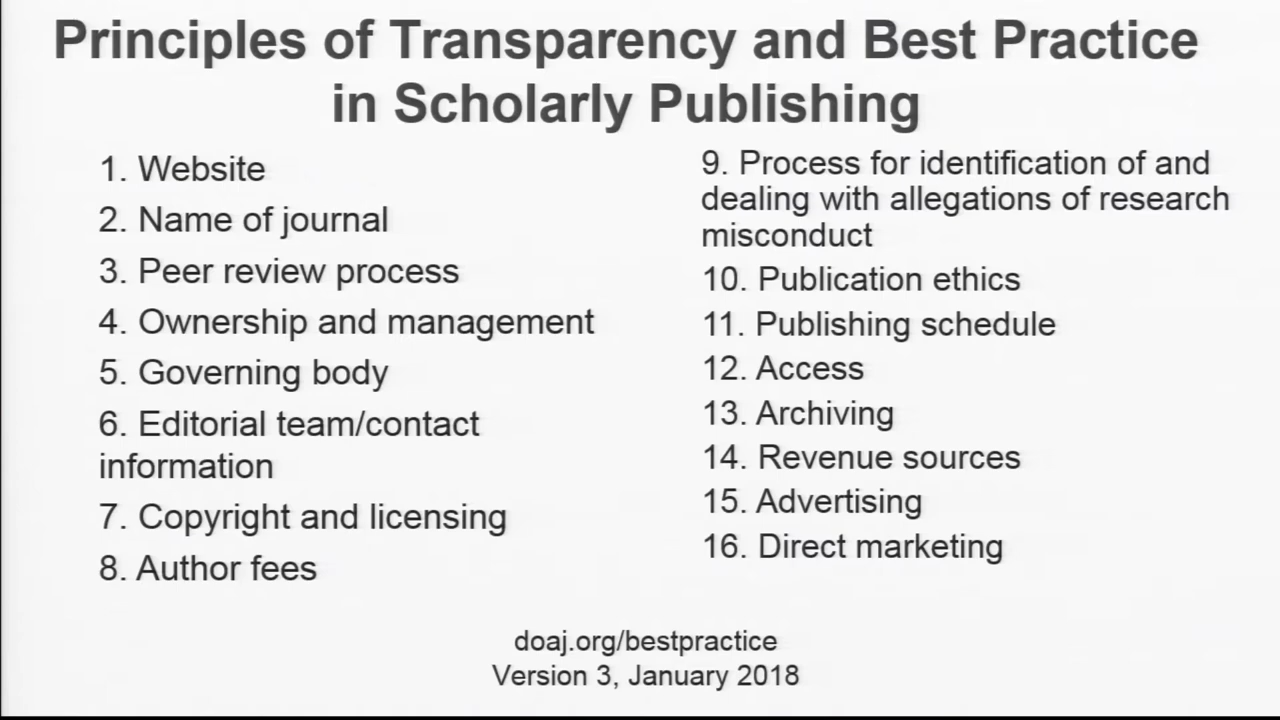 Principles of Transparency and Best Practice
in Scholarly Publishing
1. Website
2. Name of journal
3. Peer review process
4. Ownership and management
5. Governing body
6. Editorial team/contact
information
7. Copyright and licensing
8. Author fees
9. Process for identification of and
dealing with allegations of research
misconduct
10. Publication ethics
11. Publishing schedule
12. Access
13. Archiving
14. Revenue sources
15. Advertising
16. Direct marketing
doaj.org/bestpractice
Version 3, January 2018